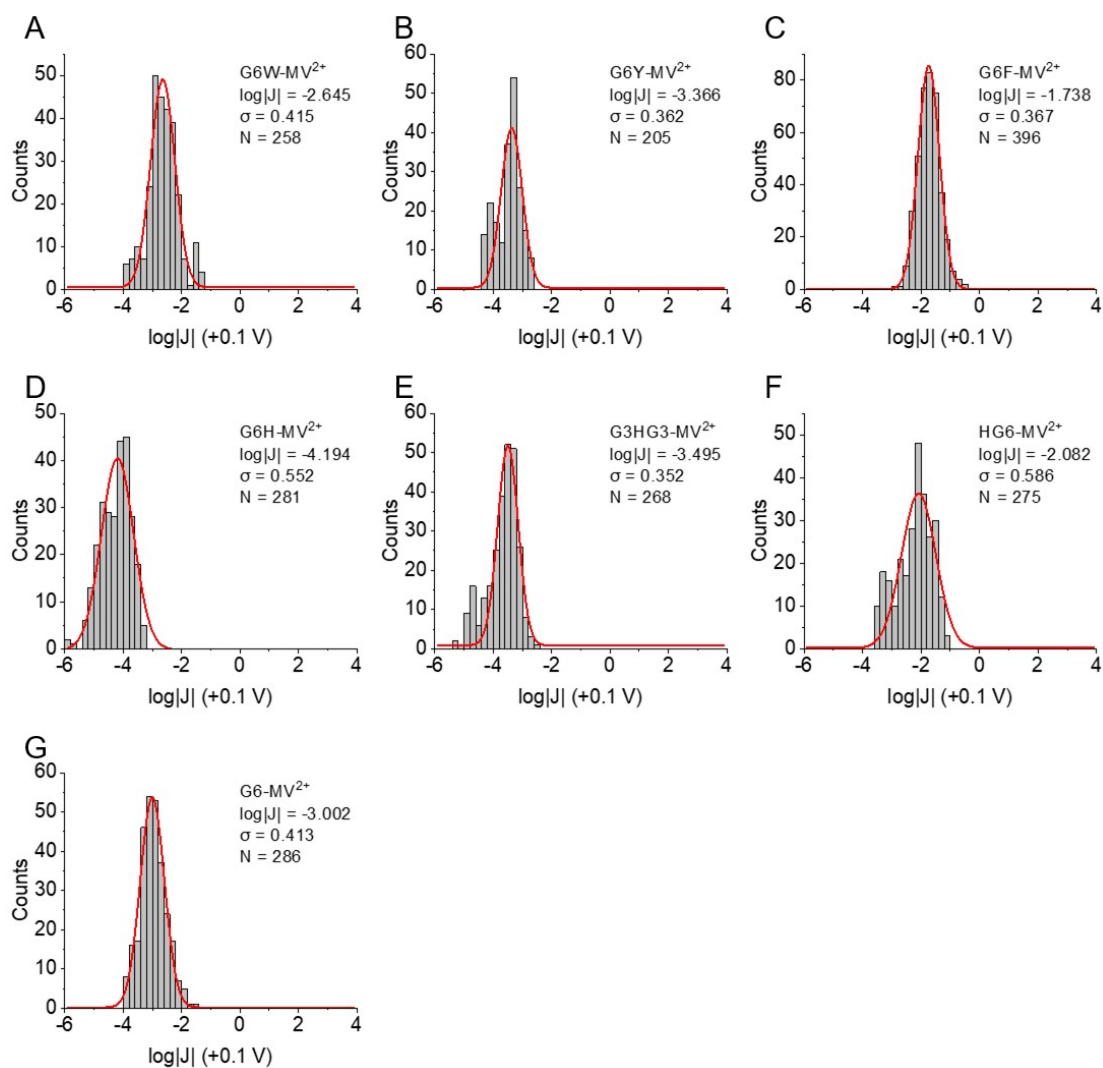 A
50
40
30
20
10
0
Counts
-6 -4 -2 0 2 4
log|J| (+0.1 V)
G6W-MV²⁺
log|J| = -2.645
σ = 0.415
N = 258
B
60
50
40
30
20
10
0
Counts
-6 -4 -2 0 2 4
log|J| (+0.1 V)
G6Y-MV²⁺
log|J| = -3.366
σ = 0.362
N = 205
C
80
60
40
20
0
Counts
-6 -4 -2 0 2 4
log|J| (+0.1 V)
G6F-MV²⁺
log|J| = -1.738
σ = 0.367
N = 396
D
50
40
30
20
10
0
Counts
-6 -4 -2 0 2 4
log|J| (+0.1 V)
G6H-MV²⁺
log|J| = -4.194
σ = 0.552
N = 281
E
60
50
40
30
20
10
0
Counts
-6 -4 -2 0 2 4
log|J| (+0.1 V)
G3HG3-MV²⁺
log|J| = -3.495
σ = 0.352
N = 268
F
50
40
30
20
10
0
Counts
-6 -4 -2 0 2 4
log|J| (+0.1 V)
HG6-MV²⁺
log|J| = -2.082
σ = 0.586
N = 275
G
60
50
40
30
20
10
0
Counts
-6 -4 -2 0 2 4
log|J| (+0.1 V)
G6-MV²⁺
log|J| = -3.002
σ = 0.413
N = 286